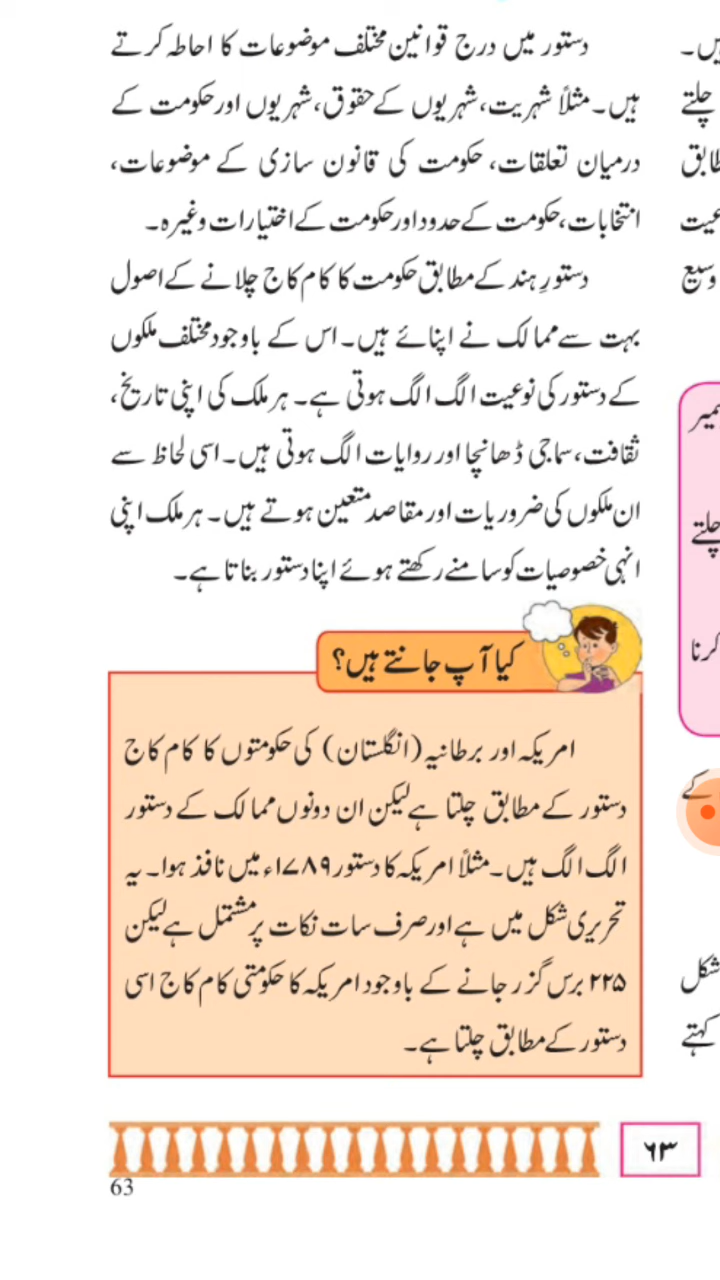 دستور میں درج قوانین مختلف موضوعات کا احاطہ کرتے
ہیں۔ مثلاً شہریت، شہریوں کے حقوق، شہریوں اور حکومت کے
درمیان تعلقات، حکومت کی قانون سازی کے موضوعات،
انتخابات، حکومت کے حدود اور حکومت کے اختیارات وغیرہ۔
دستورِ ہند کے مطابق حکومت کا کام کاج چلانے کے اصول
بہت سے ممالک نے اپنائے ہیں۔ اس کے باوجود مختلف ملکوں
کے دستور کی نوعیت الگ الگ ہوتی ہے۔ ہر ملک کی اپنی تاریخ،
ثقافت، سماجی ڈھانچا اور روایات الگ ہوتی ہیں۔ اسی لحاظ سے
ان ملکوں کی ضروریات اور مقاصد متعین ہوتے ہیں۔ ہر ملک اپنی
انہی خصوصیات کو سامنے رکھتے ہوئے اپنا دستور بناتا ہے۔
کیا آپ جانتے ہیں؟
امریکہ اور برطانیہ (انگلستان) کی حکومتوں کا کام کاج
دستور کے مطابق چلتا ہے لیکن ان دونوں ممالک کے دستور
الگ الگ ہیں۔ مثلاً امریکہ کا دستور ۱۷۸۹ء میں نافذ ہوا۔ یہ
تحریری شکل میں ہے اور صرف سات نکات پر مشتمل ہے لیکن
۲۲۵ برس گزر جانے کے باوجود امریکہ کا حکومتی کام کاج اسی
دستور کے مطابق چلتا ہے۔
۶۳
63
چلتے
وسیع
چلتے
کرنا
کے
شکل
کہتے